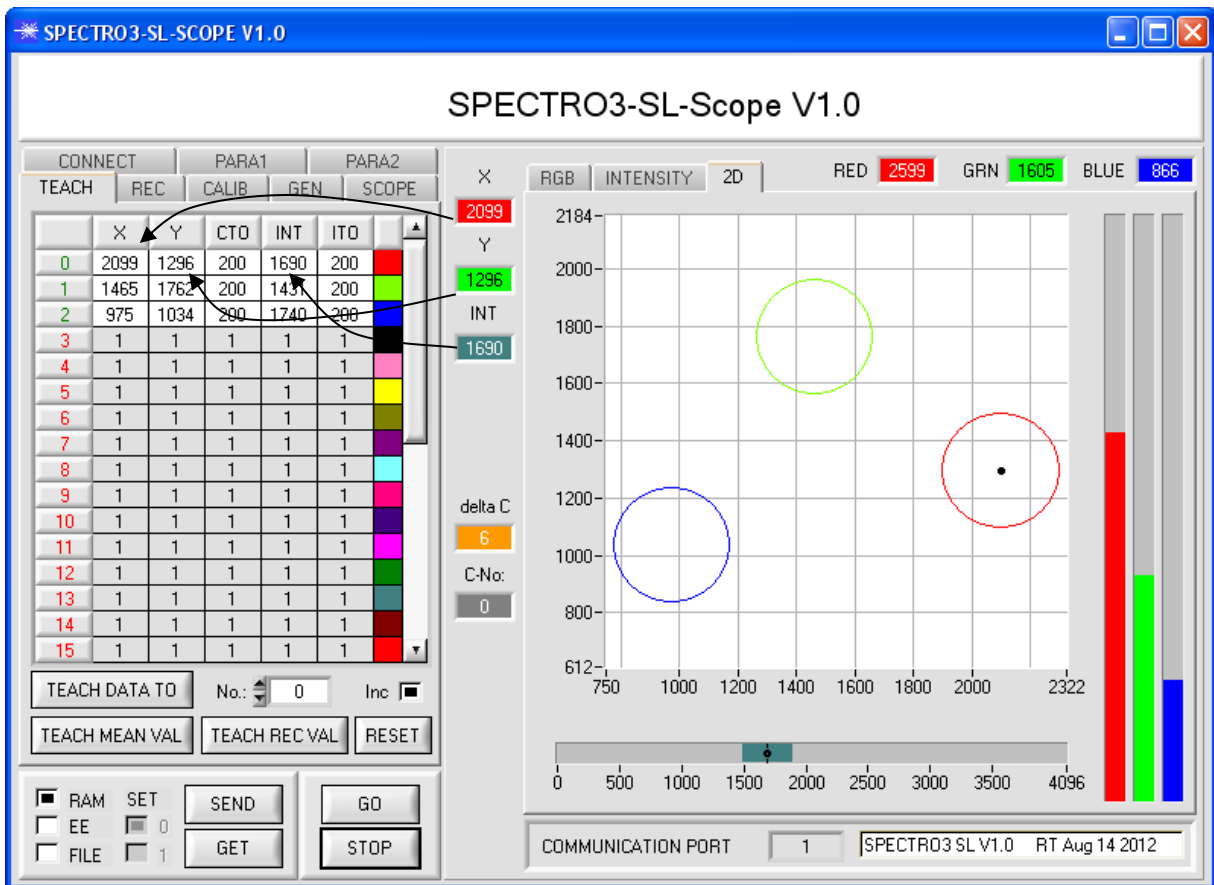 SPECTRO3-SL-SCOPE V1.0
SPECTRO3-SL-Scope V1.0
CONNECT PARA1 PARA2
TEACH REC CALIB GEN SCOPE
X Y CTO INT ITO
0 2099 1296 200 1690 200
1 1465 1762 200 1431 200
2 975 1034 200 1740 200
3 1 1 1 1 1
4 1 1 1 1 1
5 1 1 1 1 1
6 1 1 1 1 1
7 1 1 1 1 1
8 1 1 1 1 1
9 1 1 1 1 1
10 1 1 1 1 1
11 1 1 1 1 1
12 1 1 1 1 1
13 1 1 1 1 1
14 1 1 1 1 1
15 1 1 1 1 1
TEACH DATA TO No.: 0 Inc
TEACH MEAN VAL TEACH REC VAL RESET
RAM SET SEND GO
EE 0
FILE 1 GET STOP
X
2099
Y
1296
INT
1690
delta C
6
C-No:
0
RGB INTENSITY 2D RED 2599 GRN 1605 BLUE 866
2184
2000
1800
1600
1400
1200
1000
800
612
750 1000 1200 1400 1600 1800 2000 2322
0 500 1000 1500 2000 2500 3000 3500 4096
COMMUNICATION PORT 1 SPECTRO3 SL V1.0 RT Aug 14 2012